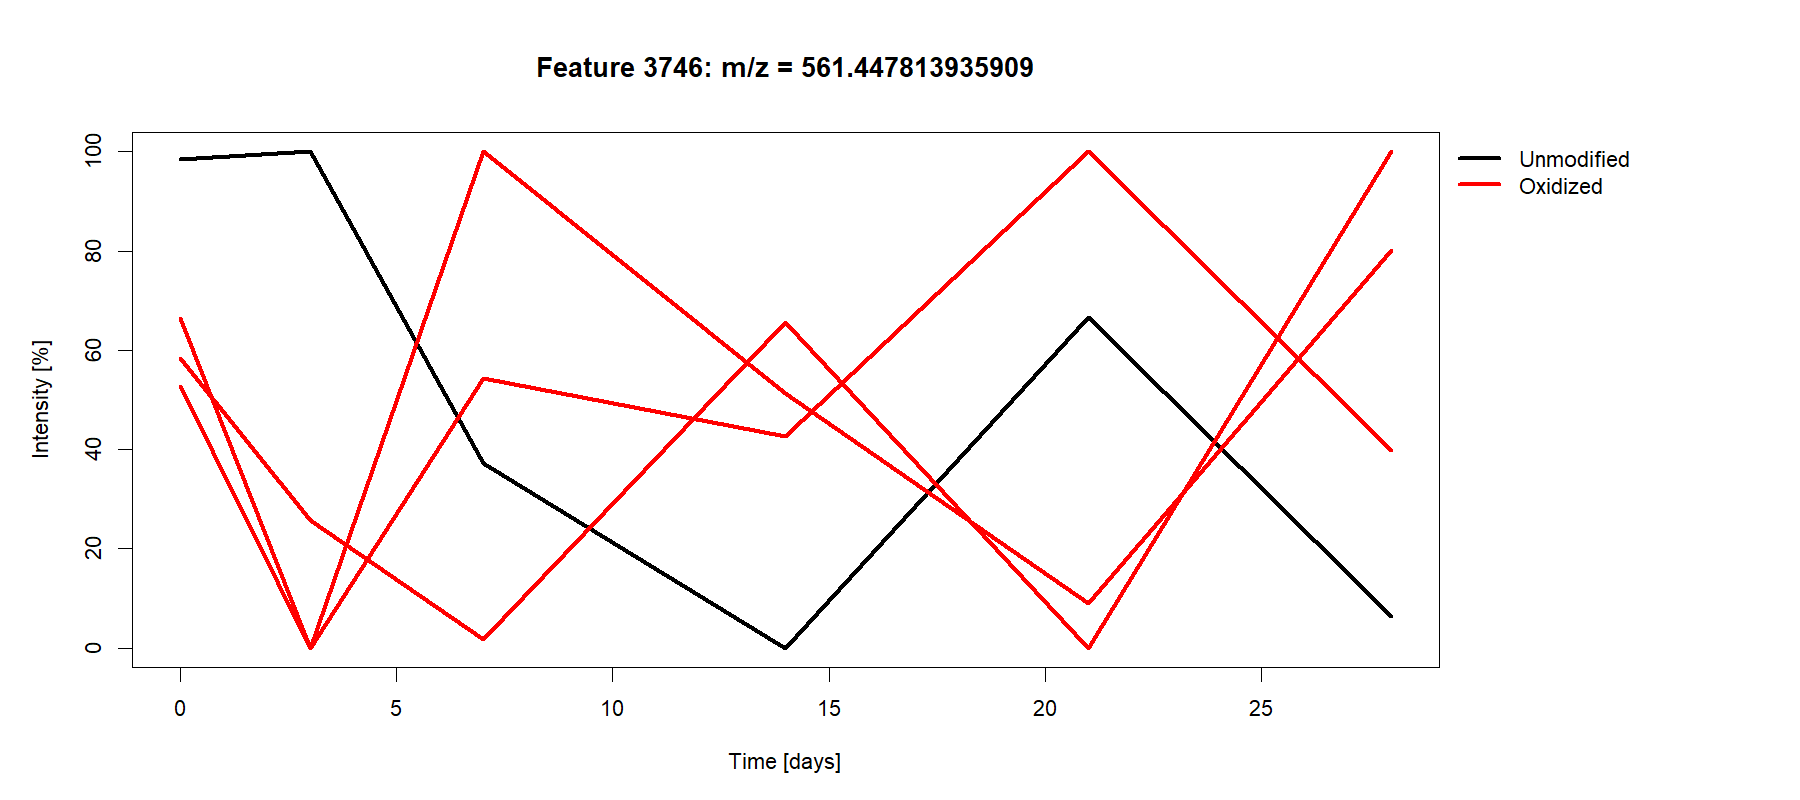 Feature 3746: m/z = 561.447813935909
Unmodified
Oxidized
Intensity [%]
100
80
60
40
20
0
0 5 10 15 20 25
Time [days]